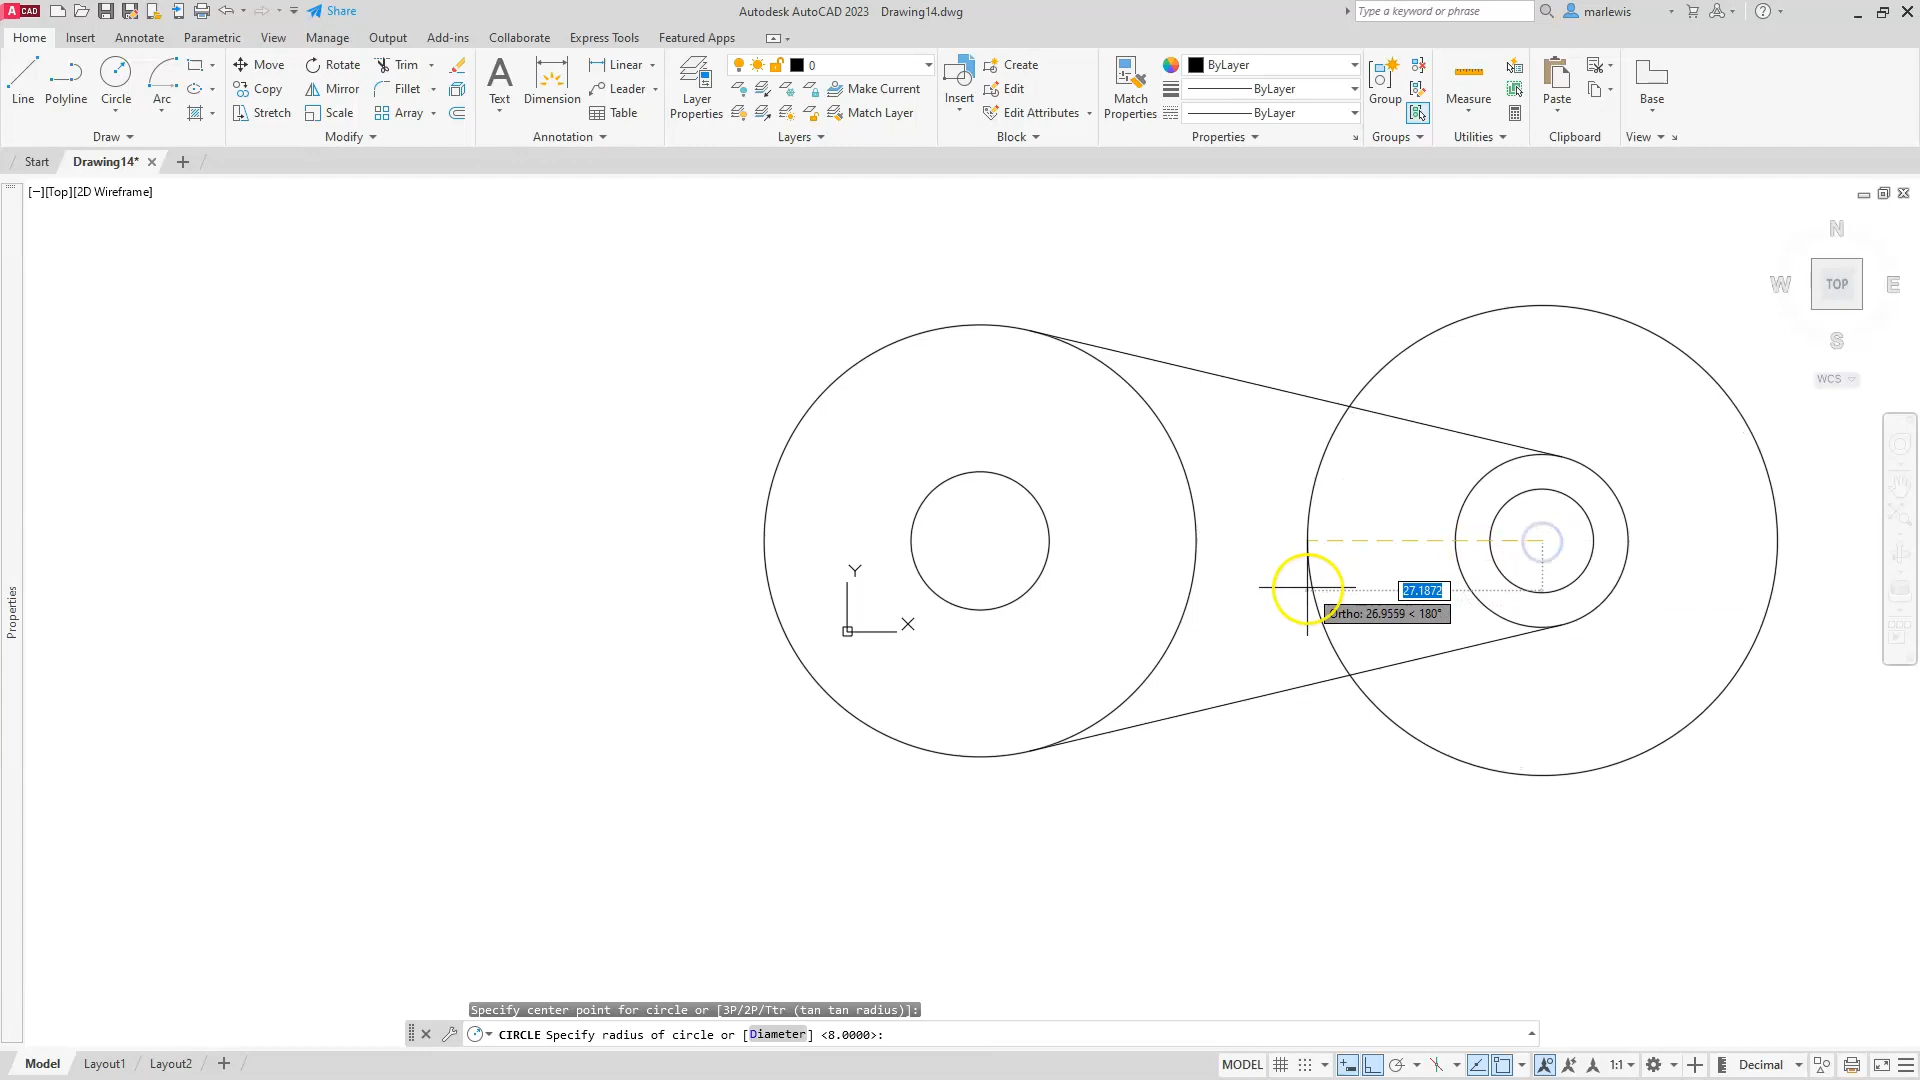 A CAD Share Autodesk AutoCAD 2023 Drawing14.dwg Type a keyword or phrase marlewis
Home Insert Annotate Parametric View Manage Output Add-ins Collaborate Express Tools Featured Apps
Line Polyline Circle Arc
Move Rotate Trim
Copy Mirror Fillet
Stretch Scale Array
Text Dimension
Linear
Leader
Table
Layer Properties
0
Make Current
Match Layer
Insert
Create
Edit
Edit Attributes
Match Properties
ByLayer
ByLayer
ByLayer
Group
Measure
Paste
Base
Draw Modify Annotation Layers Block Properties Groups Utilities Clipboard View
Start Drawing14*
[−][Top][2D Wireframe]
N
W TOP E
S
WCS
Properties
Y
X
27.1872
Ortho: 26.9559 < 180°
Specify center point for circle or [3P/2P/Ttr (tan tan radius)]:
CIRCLE Specify radius of circle or [Diameter] <8.0000>:
Model Layout1 Layout2 MODEL 1:1 Decimal